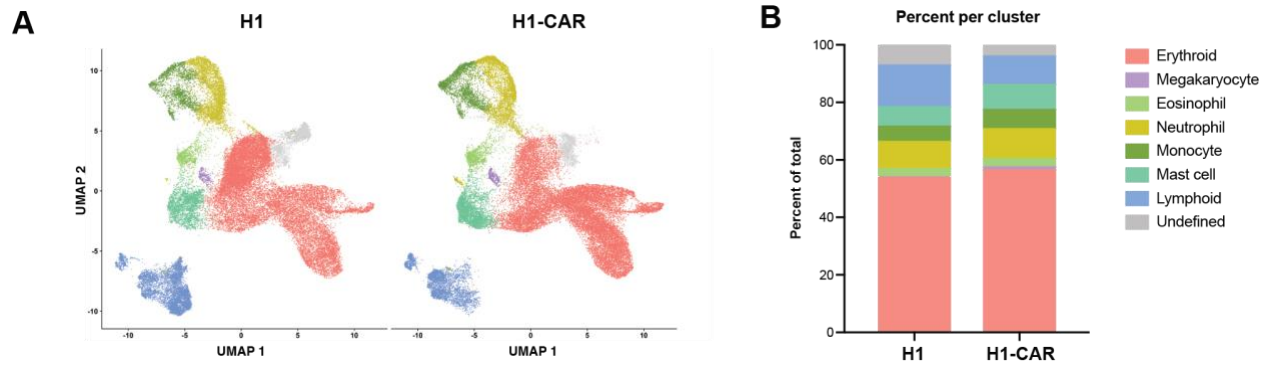 A
H1
H1-CAR
10
5
0
-5
-10
UMAP 2
-10
-5
0
5
10
-10
-5
0
5
10
UMAP 1
UMAP 1
B
Percent per cluster
100
80
60
40
20
0
Percent of total
H1
H1-CAR
Erythroid
Megakaryocyte
Eosinophil
Neutrophil
Monocyte
Mast cell
Lymphoid
Undefined